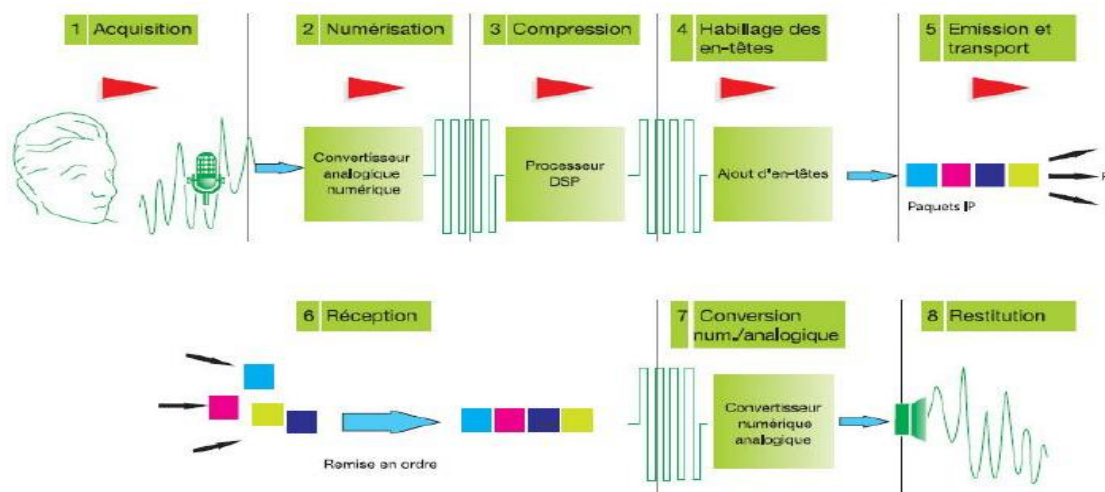 1 Acquisition
2 Numérisation
3 Compression
4 Habillage des
en-têtes
5 Emission et
transport
Convertisseur
analogique
numérique
Processeur
DSP
Ajout d'en-têtes
Paquets IP
6 Réception
7 Conversion
num./analogique
8 Restitution
Remise en ordre
Convertisseur
numérique
analogique